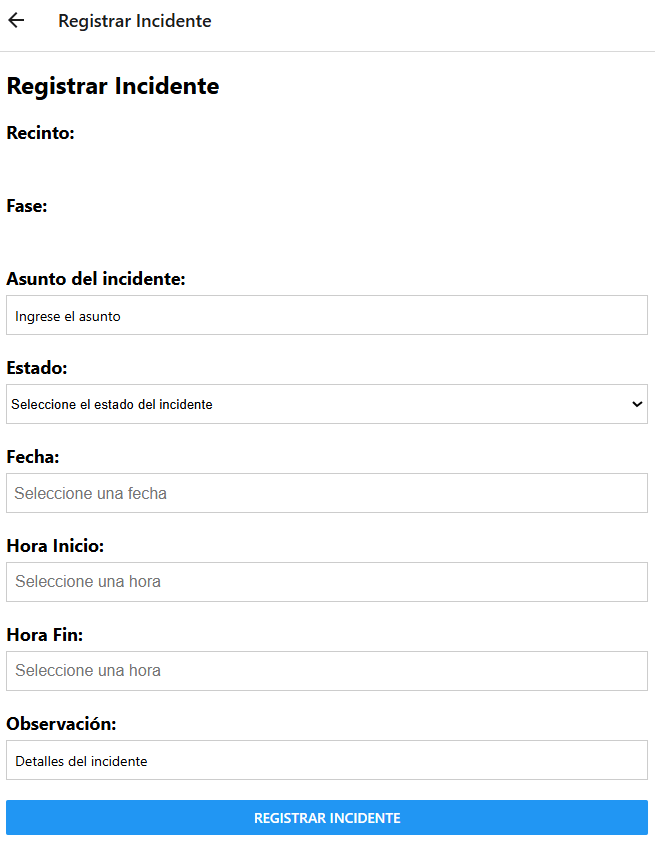 Registrar Incidente
Registrar Incidente
Recinto:
Fase:
Asunto del incidente:
Ingrese el asunto
Estado:
Seleccione el estado del incidente
Fecha:
Seleccione una fecha
Hora Inicio:
Seleccione una hora
Hora Fin:
Seleccione una hora
Observación:
Detalles del incidente
REGISTRAR INCIDENTE